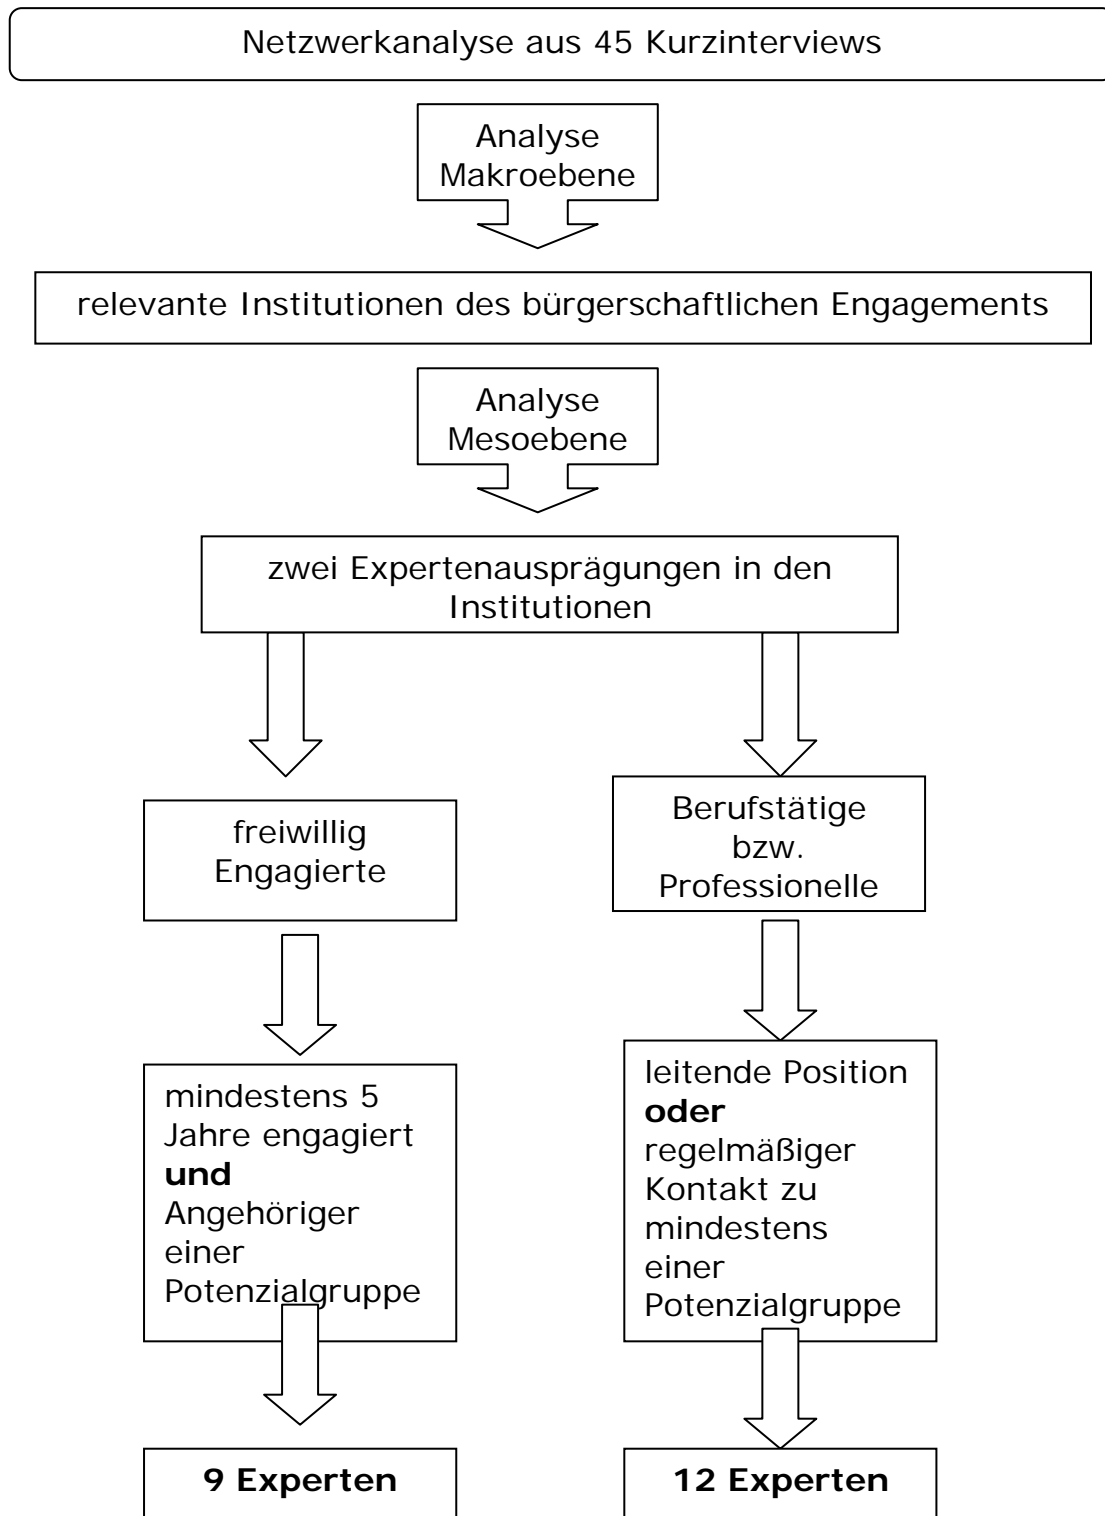 Netzwerkanalyse aus 45 Kurzinterviews
Analyse
Makroebene
relevante Institutionen des bürgerschaftlichen Engagements
Analyse
Mesoebene
zwei Expertenausprägungen in den
Institutionen
freiwillig
Engagierte
Berufstätige
bzw.
Professionelle
mindestens 5
Jahre engagiert
und
Angehöriger
einer
Potenzialgruppe
leitende Position
oder
regelmäßiger
Kontakt zu
mindestens
einer
Potenzialgruppe
9 Experten
12 Experten